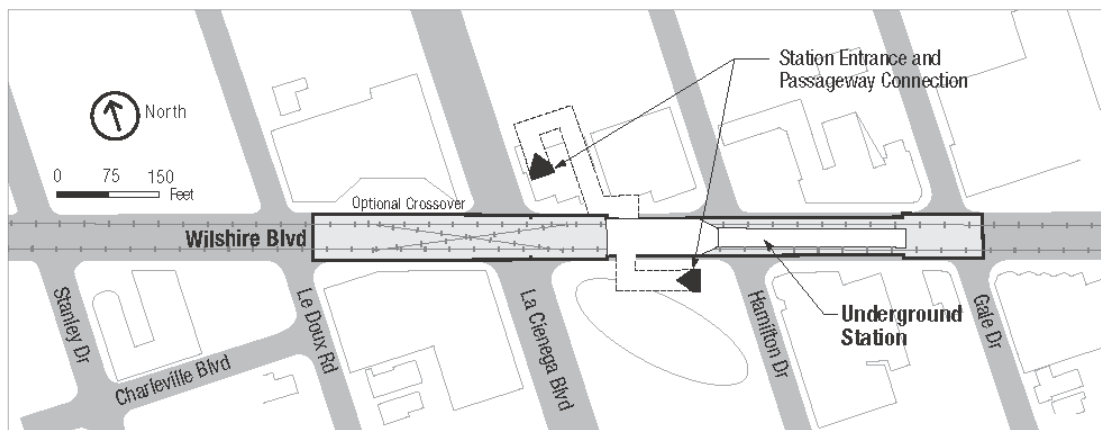 Station Entrance and
Passageway Connection
North
0 75 150
Feet
Optional Crossover
Wilshire Blvd
Stanley Dr
Le Doux Rd
La Cienega Blvd
Hamilton Dr
Gale Dr
Underground
Station
Charleville Blvd